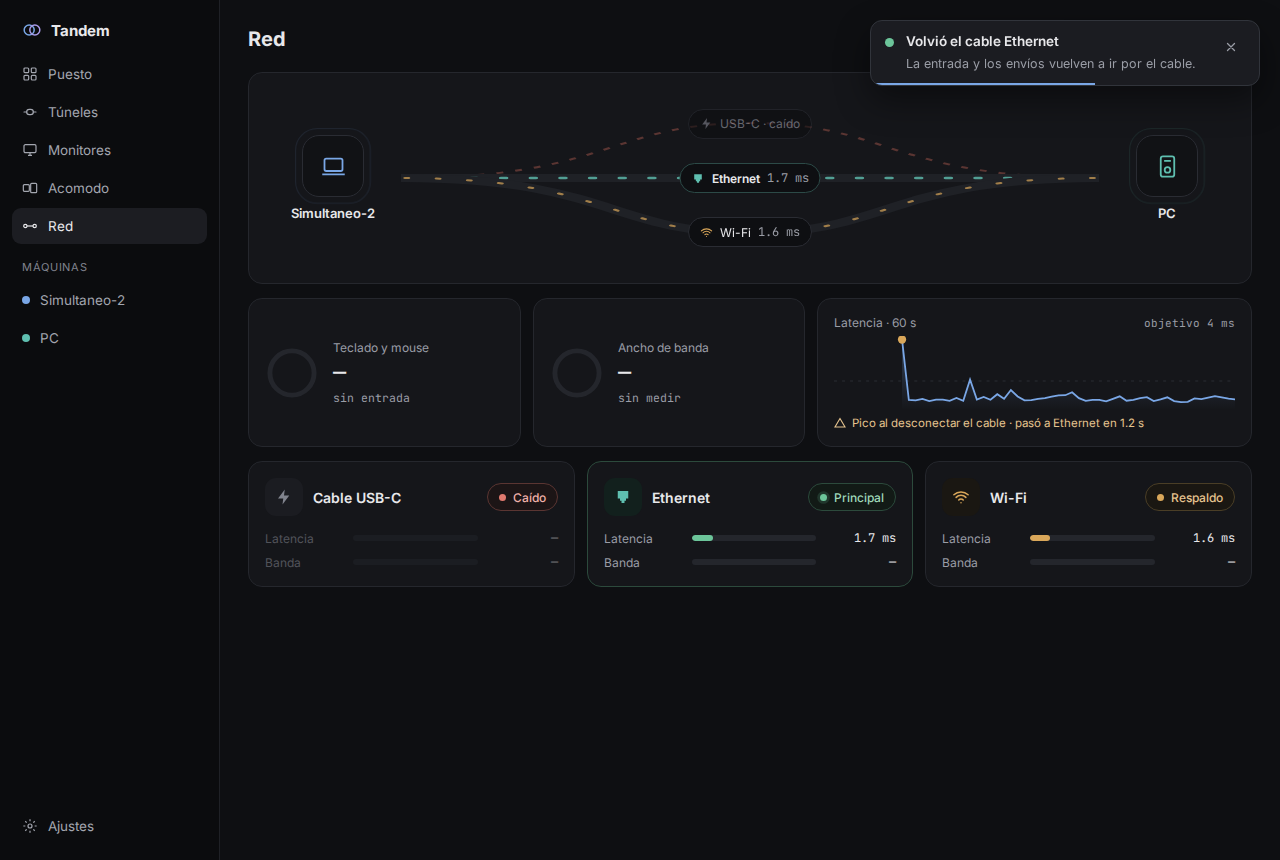 Tandem
Puesto
Túneles
Monitores
Acomodo
Red
MÁQUINAS
Simultaneo-2
PC
Ajustes
Red
Volvió el cable Ethernet
La entrada y los envíos vuelven a ir por el cable.
USB-C · caído
Ethernet 1.7 ms
Wi-Fi 1.6 ms
Simultaneo-2
PC
Teclado y mouse
—
sin entrada
Ancho de banda
—
sin medir
Latencia · 60 s
objetivo 4 ms
Pico al desconectar el cable · pasó a Ethernet en 1.2 s
Cable USB-C
Caído
Latencia —
Banda —
Ethernet
Principal
Latencia 1.7 ms
Banda —
Wi-Fi
Respaldo
Latencia 1.6 ms
Banda —